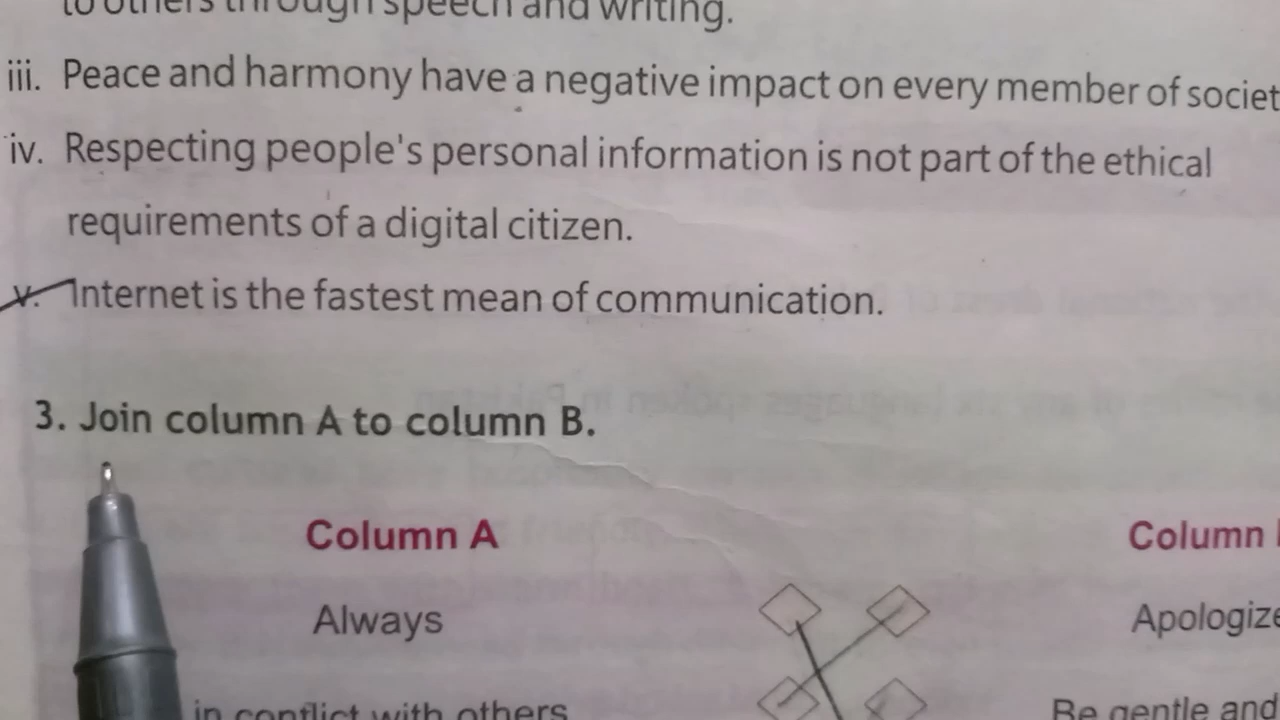 to others through speech and writing.
iii. Peace and harmony have a negative impact on every member of societ
iv. Respecting people's personal information is not part of the ethical
requirements of a digital citizen.
v. Internet is the fastest mean of communication.
3. Join column A to column B.
Column A Column
Always Apologize
in conflict with others Be gentle and